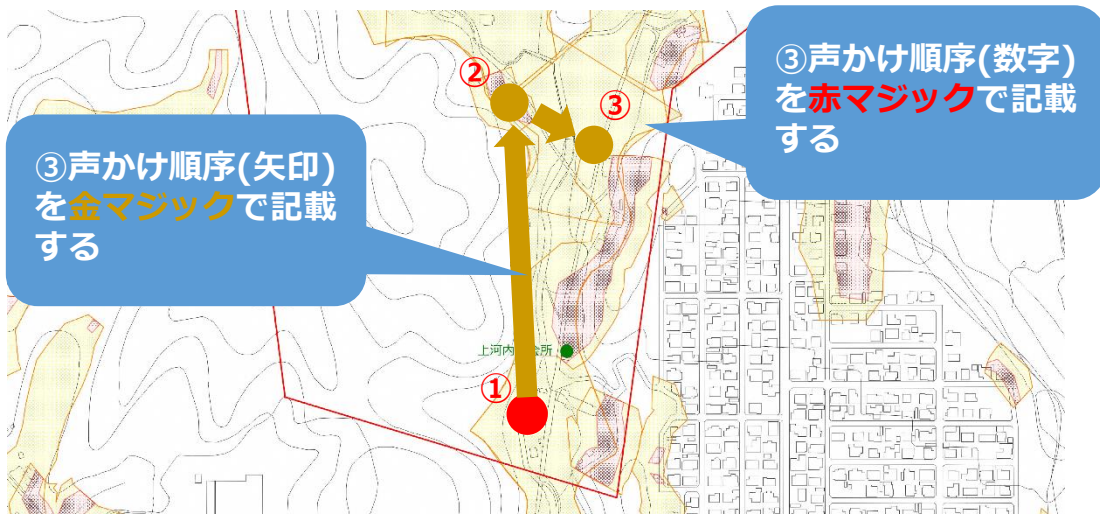 ③声かけ順序(数字)
を赤マジックで記載
する
②
③
③声かけ順序(矢印)
を金マジックで記載
する
上河内
会所
①